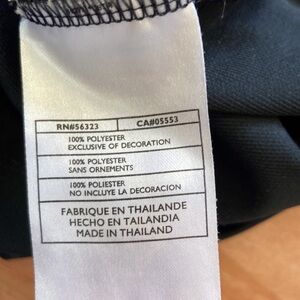 RN#56323 CA#05553
100% POLYESTER
EXCLUSIVE OF DECORATION
100% POLYESTER
SANS ORNEMENTS
100% POLIESTER
NO INCLUYE LA DECORACION
FABRIQUE EN THAILANDE
HECHO EN TAILANDIA
MADE IN THAILAND